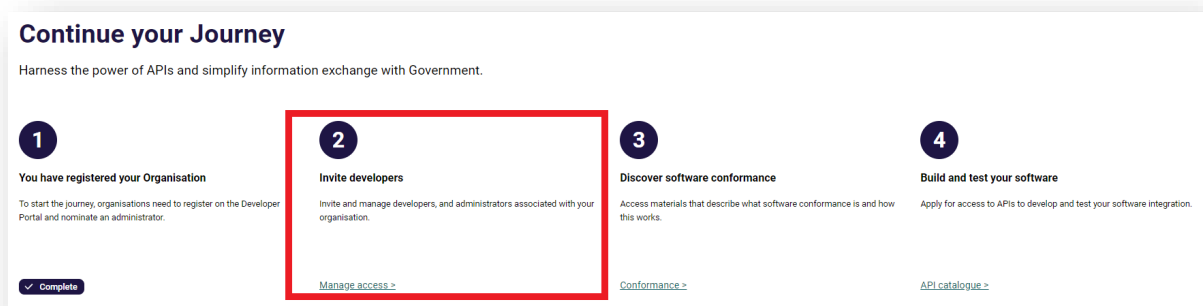 Continue your Journey
Harness the power of APIs and simplify information exchange with Government.
1
You have registered your Organisation
To start the journey, organisations need to register on the Developer
Portal and nominate an administrator.
✓ Complete
2
Invite developers
Invite and manage developers, and administrators associated with your
organisation.
Manage access >
3
Discover software conformance
Access materials that describe what software conformance is and how
this works.
Conformance >
4
Build and test your software
Apply for access to APIs to develop and test your software integration.
API catalogue >